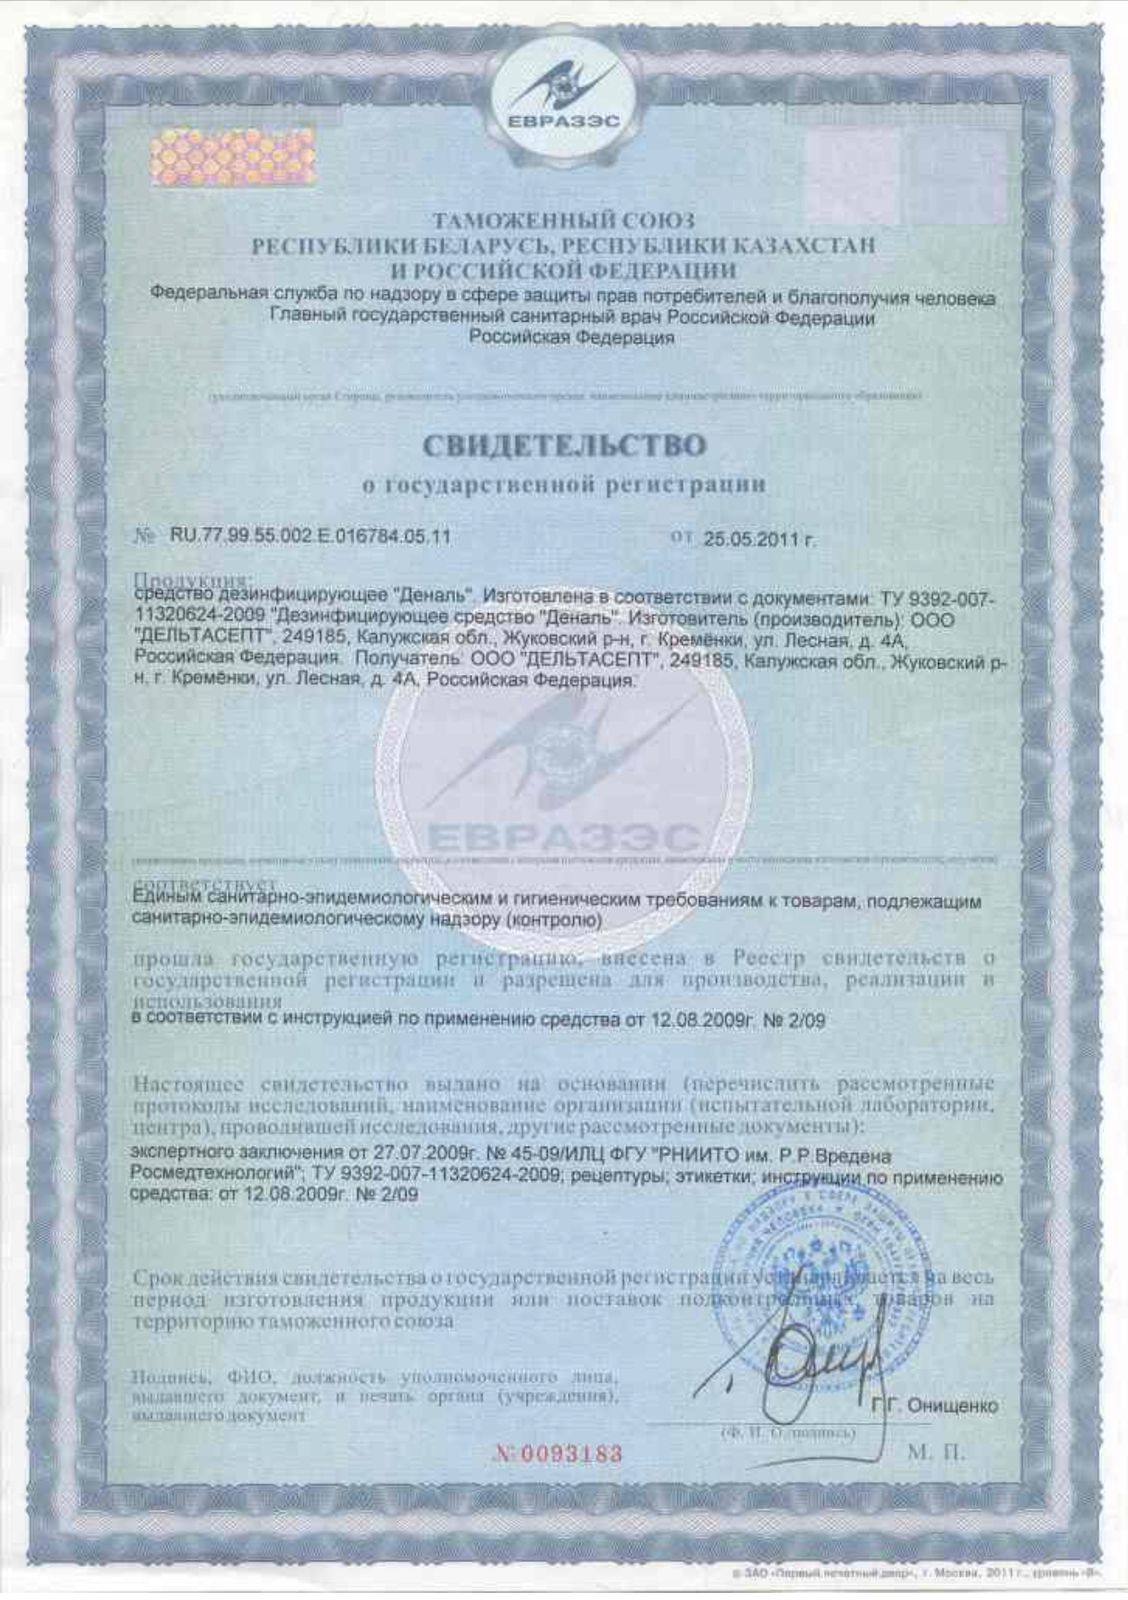 ЕВРАЗЭС
ТАМОЖЕННЫЙ СОЮЗ
РЕСПУБЛИКИ БЕЛАРУСЬ, РЕСПУБЛИКИ КАЗАХСТАН
И РОССИЙСКОЙ ФЕДЕРАЦИИ
Федеральная служба по надзору в сфере защиты прав потребителей и благополучия человека
Главный государственный санитарный врач Российской Федерации
Российская Федерация
(уполномоченный орган Стороны, руководитель уполномоченного органа, наименование административно-территориального образования)
СВИДЕТЕЛЬСТВО
о государственной регистрации
№ RU.77.99.55.002.Е.016784.05.11 от 25.05.2011 г.
Продукция:
средство дезинфицирующее "Деналь". Изготовлена в соответствии с документами: ТУ 9392-007-
11320624-2009 "Дезинфицирующее средство "Деналь". Изготовитель (производитель): ООО
"ДЕЛЬТАСЕПТ", 249185, Калужская обл., Жуковский р-н, г. Кремёнки, ул. Лесная, д. 4А,
Российская Федерация. Получатель: ООО "ДЕЛЬТАСЕПТ", 249185, Калужская обл., Жуковский р-
н, г. Кремёнки, ул. Лесная, д. 4А, Российская Федерация.
ЕВРАЗЭС
соответствует
Единым санитарно-эпидемиологическим и гигиеническим требованиям к товарам, подлежащим
санитарно-эпидемиологическому надзору (контролю)
прошла государственную регистрацию, внесена в Реестр свидетельств о
государственной регистрации и разрешена для производства, реализации и
использования
в соответствии с инструкцией по применению средства от 12.08.2009г. № 2/09
Настоящее свидетельство выдано на основании (перечислить рассмотренные
протоколы исследований, наименование организации (испытательной лаборатории,
центра), проводившей исследования, другие рассмотренные документы):
экспертного заключения от 27.07.2009г. № 45-09/ИЛЦ ФГУ "РНИИТО им. Р.Р.Вредена
Росмедтехнологий"; ТУ 9392-007-11320624-2009; рецептуры; этикетки; инструкции по применению
средства: от 12.08.2009г. № 2/09
Срок действия свидетельства о государственной регистрации устанавливается на весь
период изготовления продукции или поставок подконтрольных товаров на
территорию таможенного союза
Подпись, ФИО, должность уполномоченного лица,
выдавшего документ, и печать органа (учреждения),
выдавшего документ
Г.Г. Онищенко
(Ф. И. О./подпись)
№ 0093183
М. П.
© ЗАО «Первый печатный двор», г. Москва, 2011 г., уровень «В».